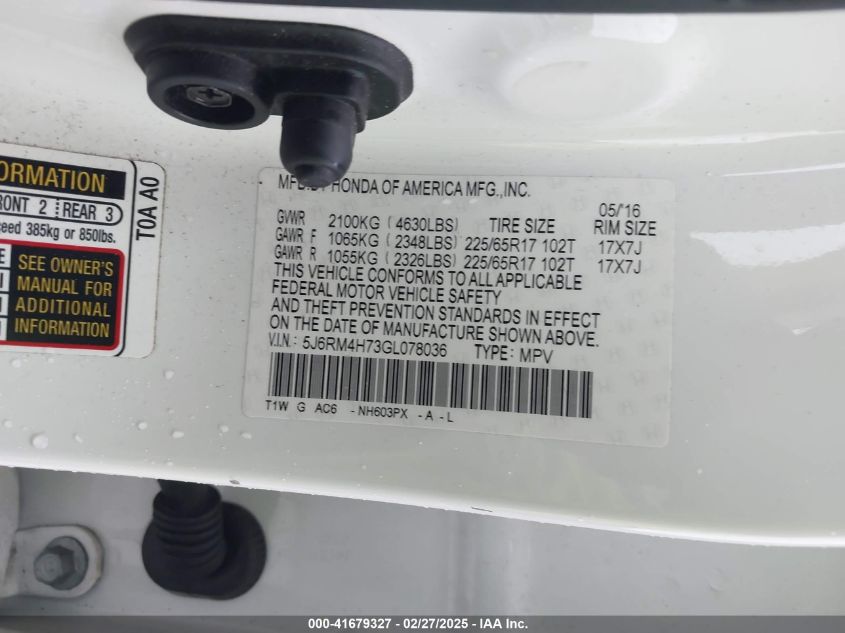 ORMATION
RONT 2 REAR 3
ceed 385kg or 850lbs.
SEE OWNER'S
MANUAL FOR
ADDITIONAL
INFORMATION
T0A A0
MFD.BY HONDA OF AMERICA MFG.,INC.
05/'16
GVWR 2100KG (4630LBS) TIRE SIZE RIM SIZE
GAWR F 1065KG (2348LBS) 225/65R17 102T 17X7J
GAWR R 1055KG (2326LBS) 225/65R17 102T 17X7J
THIS VEHICLE CONFORMS TO ALL APPLICABLE
FEDERAL MOTOR VEHICLE SAFETY
AND THEFT PREVENTION STANDARDS IN EFFECT
ON THE DATE OF MANUFACTURE SHOWN ABOVE.
V.I.N.: 5J6RM4H73GL078036 TYPE: MPV
T1W G AC6 -NH603PX -A-L
000-41679327 / 02/27/2025 - IAA Inc.